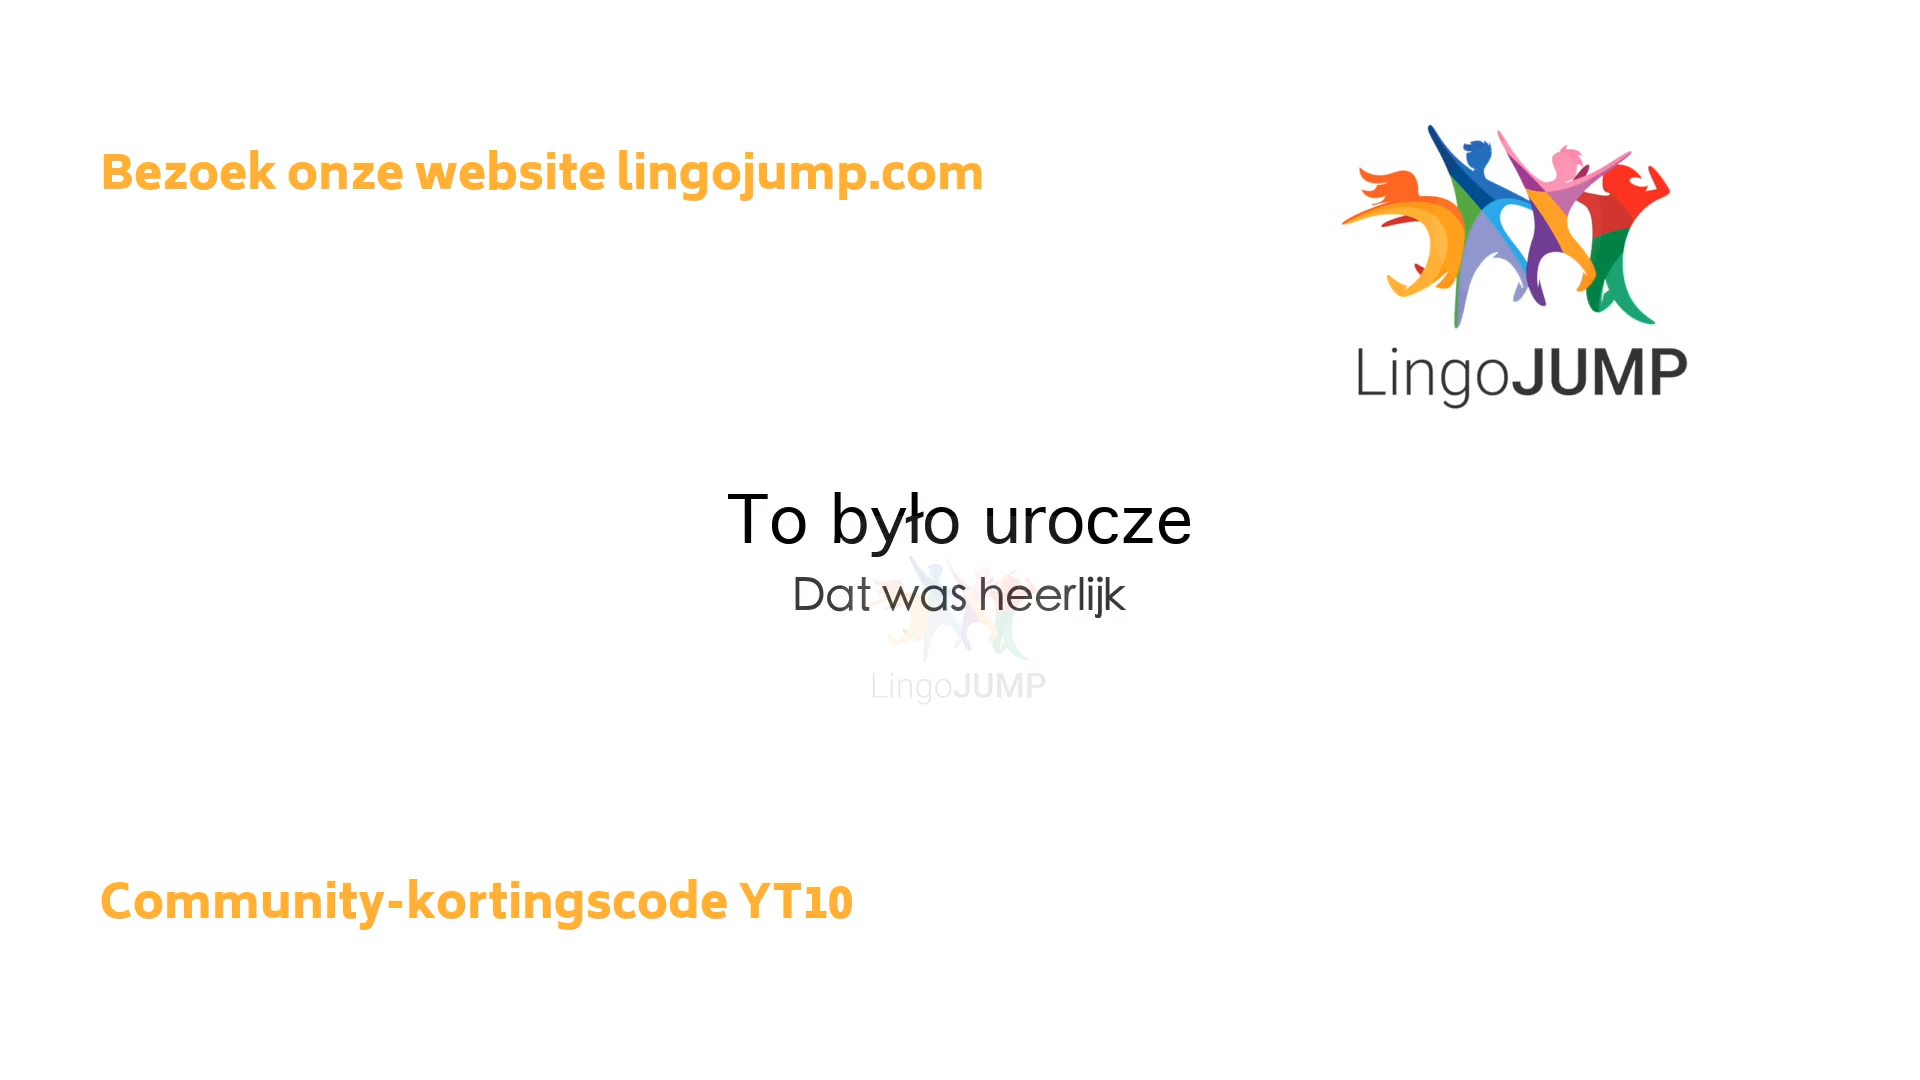 Bezoek onze website lingojump.com
LingoJUMP
To było urocze
Dat was heerlijk
LingoJUMP
Community-kortingscode YT10